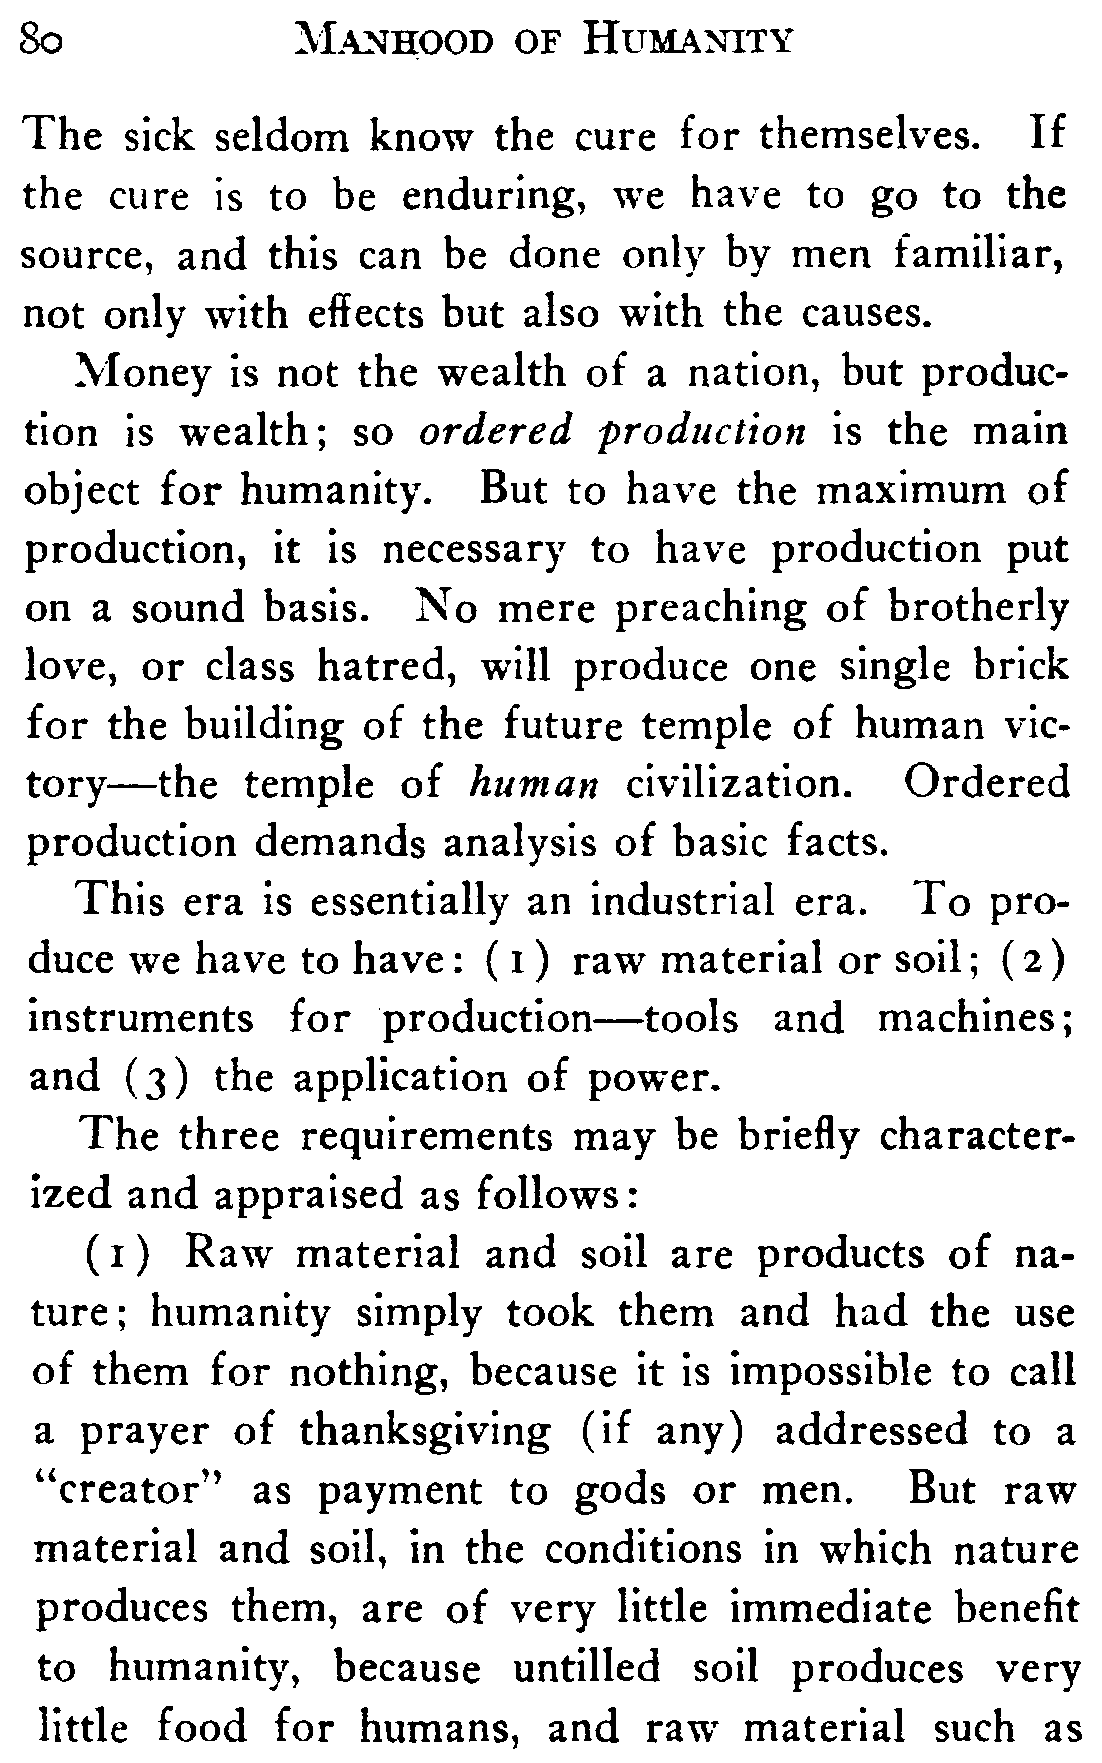 80 MANHOOD OF HUMANITY
The sick seldom know the cure for themselves. If
the cure is to be enduring, we have to go to the
source, and this can be done only by men familiar,
not only with effects but also with the causes.
Money is not the wealth of a nation, but produc-
tion is wealth; so ordered production is the main
object for humanity. But to have the maximum of
production, it is necessary to have production put
on a sound basis. No mere preaching of brotherly
love, or class hatred, will produce one single brick
for the building of the future temple of human vic-
tory—the temple of human civilization. Ordered
production demands analysis of basic facts.
This era is essentially an industrial era. To pro-
duce we have to have: (1) raw material or soil; (2)
instruments for production—tools and machines;
and (3) the application of power.
The three requirements may be briefly character-
ized and appraised as follows:
(1) Raw material and soil are products of na-
ture; humanity simply took them and had the use
of them for nothing, because it is impossible to call
a prayer of thanksgiving (if any) addressed to a
"creator" as payment to gods or men. But raw
material and soil, in the conditions in which nature
produces them, are of very little immediate benefit
to humanity, because untilled soil produces very
little food for humans, and raw material such as